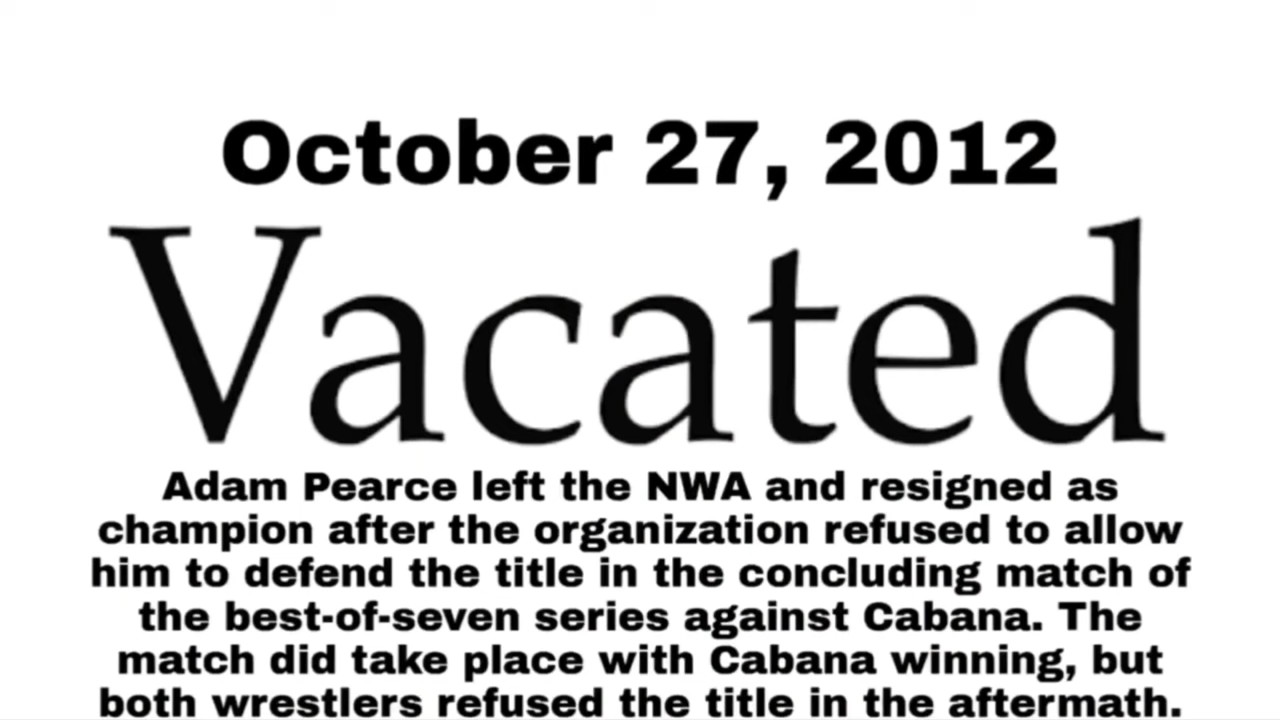 October 27, 2012
Vacated
Adam Pearce left the NWA and resigned as
champion after the organization refused to allow
him to defend the title in the concluding match of
the best-of-seven series against Cabana. The
match did take place with Cabana winning, but
both wrestlers refused the title in the aftermath.